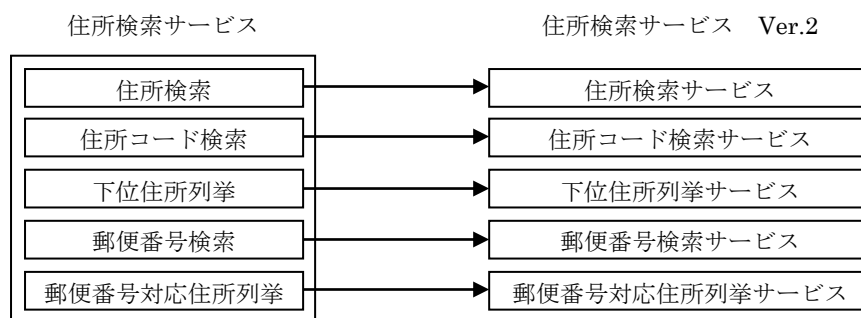 住所検索サービス　　住所検索サービス　Ver.2
住所検索　　住所検索サービス
住所コード検索　　住所コード検索サービス
下位住所列挙　　下位住所列挙サービス
郵便番号検索　　郵便番号検索サービス
郵便番号対応住所列挙　　郵便番号対応住所列挙サービス